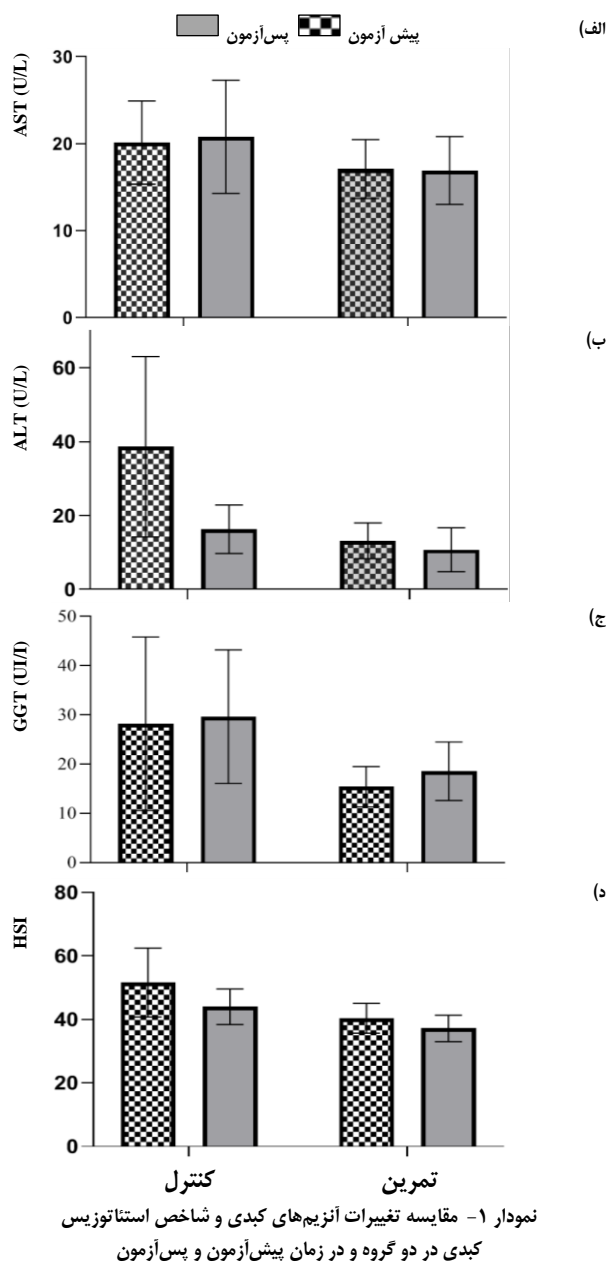 پیش آزمون پس‌آزمون
الف)
AST (U/L)
30
20
10
0
ب)
ALT (U/L)
60
40
20
0
ج)
GGT (UI/I)
50
40
30
20
10
0
د)
HSI
80
60
40
20
0
کنترل تمرین
نمودار ۱- مقایسه تغییرات آنزیم‌های کبدی و شاخص استئاتوزیس
کبدی در دو گروه و در زمان پیش‌آزمون و پس‌آزمون